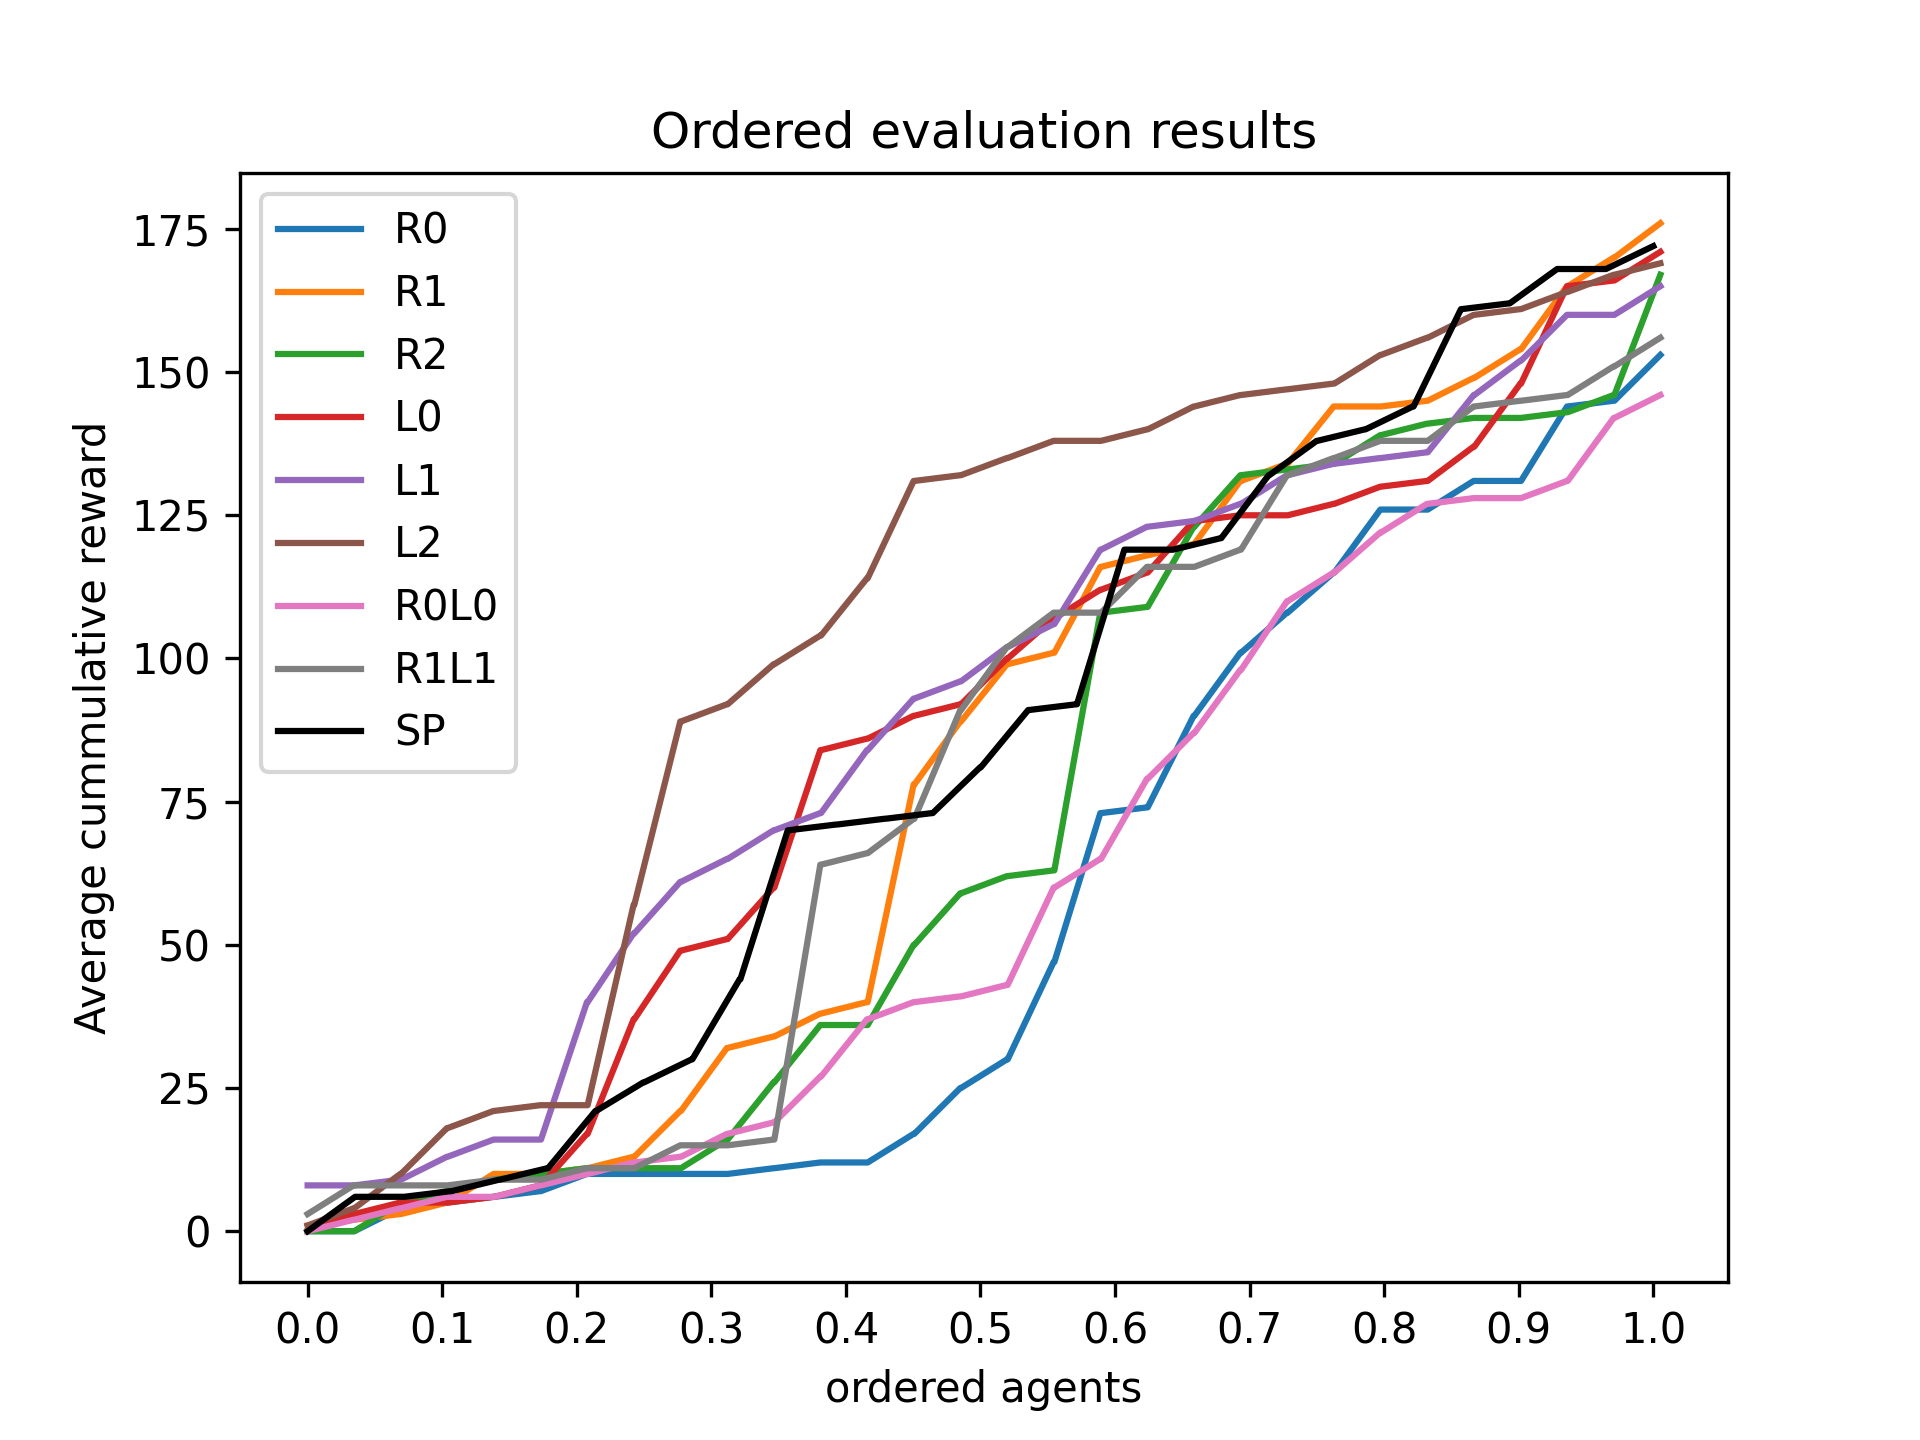 Ordered evaluation results
Average cummulative reward
175
150
125
100
75
50
25
0
R0
R1
R2
L0
L1
L2
R0L0
R1L1
SP
0.0 0.1 0.2 0.3 0.4 0.5 0.6 0.7 0.8 0.9 1.0
ordered agents